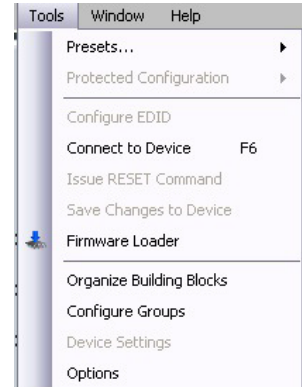 Tools Window Help
Presets...
Protected Configuration
Configure EDID
Connect to Device F6
Issue RESET Command
Save Changes to Device
Firmware Loader
Organize Building Blocks
Configure Groups
Device Settings
Options